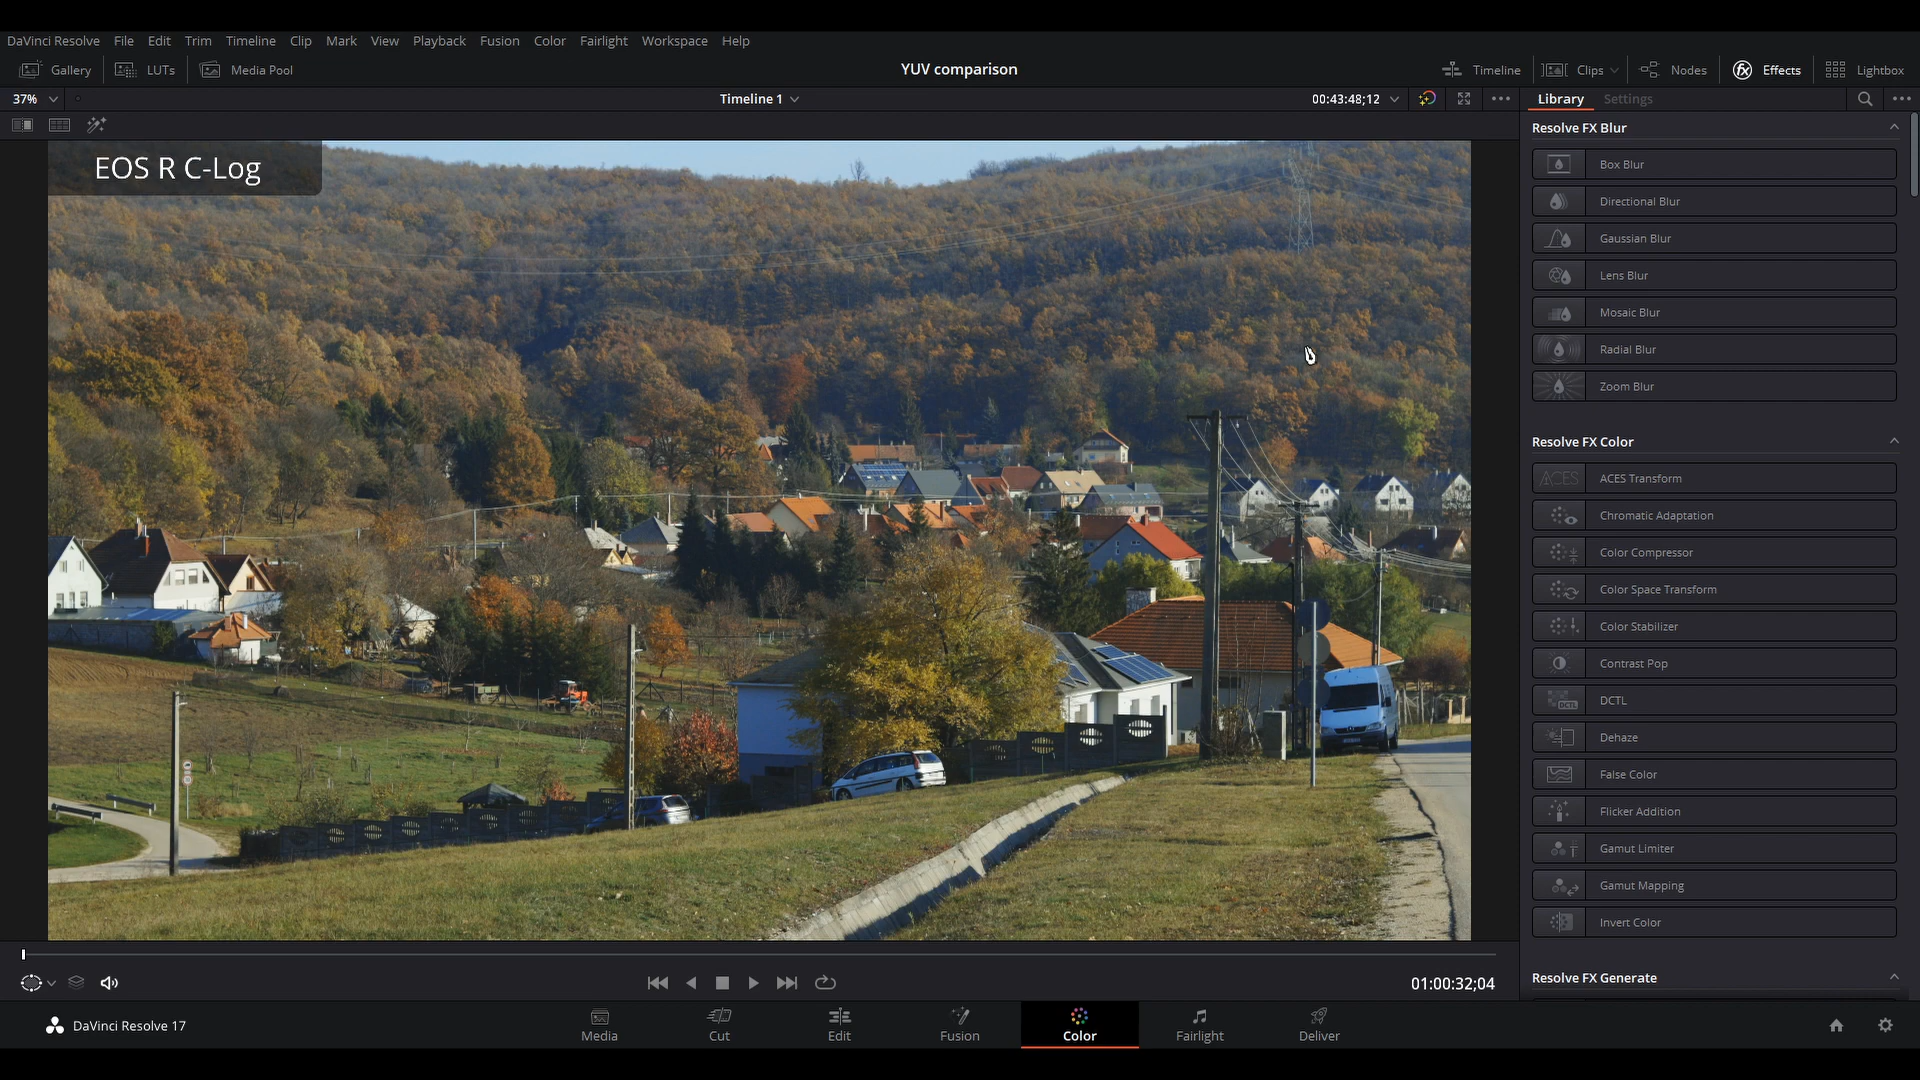 DaVinci Resolve File Edit Trim Timeline Clip Mark View Playback Fusion Color Fairlight Workspace Help
Gallery LUTs Media Pool YUV comparison Timeline Clips Nodes Effects Lightbox
37% Timeline 1 00:43:48;12 Library Settings
Resolve FX Blur
EOS R C-Log
Box Blur
Directional Blur
Gaussian Blur
Lens Blur
Mosaic Blur
Radial Blur
Zoom Blur
Resolve FX Color
ACES ACES Transform
Chromatic Adaptation
Color Compressor
Color Space Transform
Color Stabilizer
Contrast Pop
DCTL DCTL
Dehaze
False Color
Flicker Addition
Gamut Limiter
Gamut Mapping
Invert Color
Resolve FX Generate
01:00:32;04
DaVinci Resolve 17 Media Cut Edit Fusion Color Fairlight Deliver